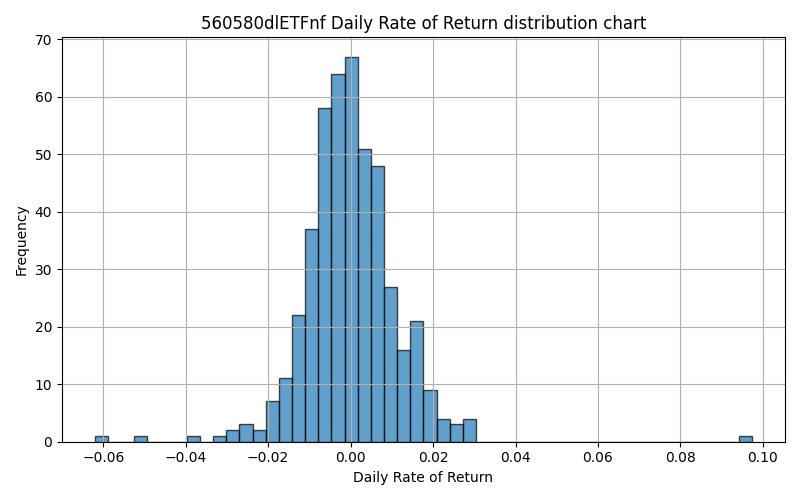 560580dlETFnf Daily Rate of Return distribution chart
70
60
50
40
30
20
10
0
Frequency
−0.06 −0.04 −0.02 0.00 0.02 0.04 0.06 0.08 0.10
Daily Rate of Return